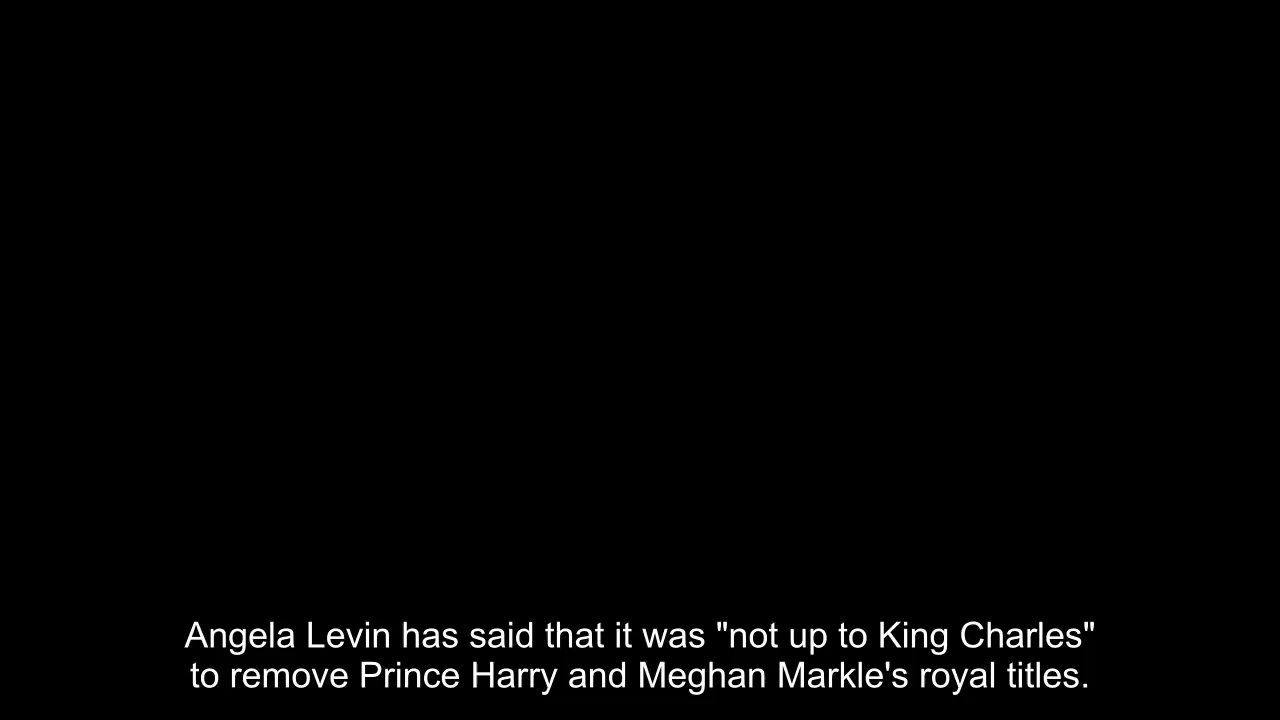 Angela Levin has said that it was "not up to King Charles"
to remove Prince Harry and Meghan Markle's royal titles.